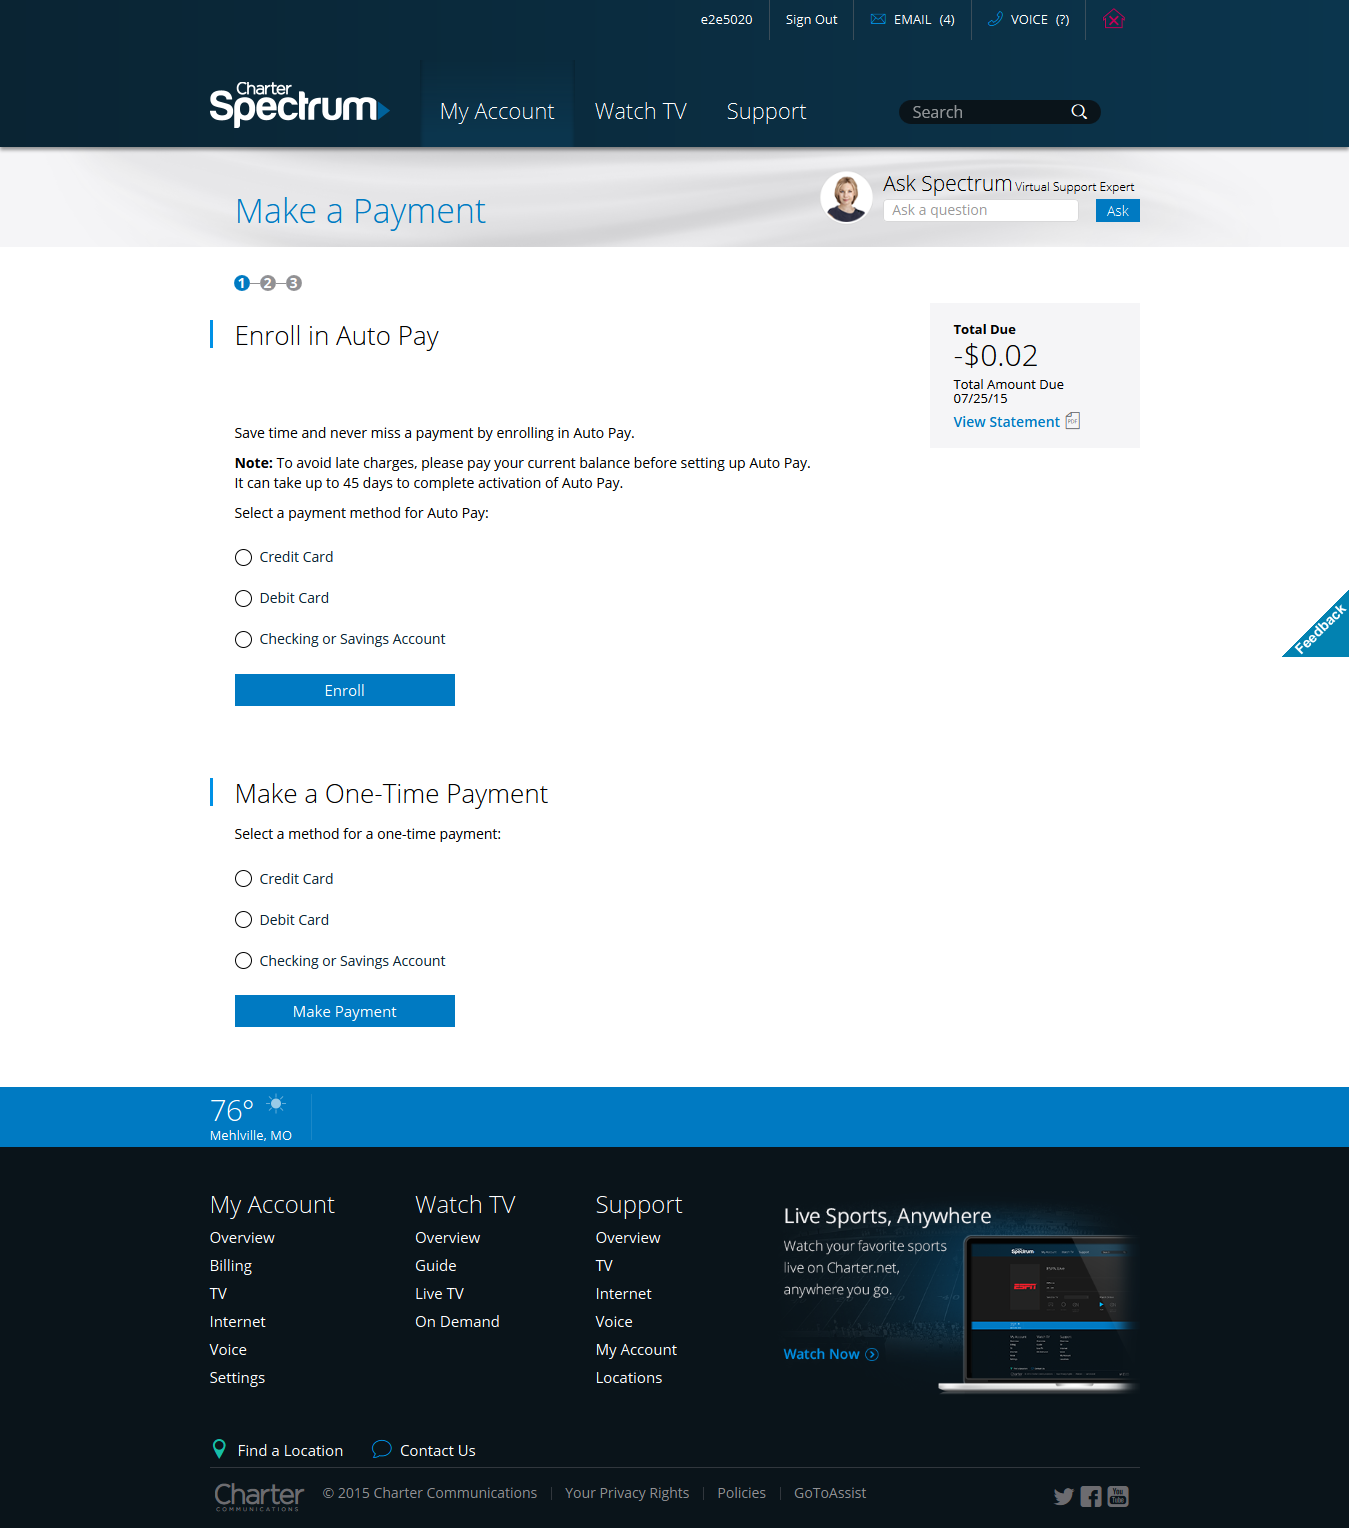 e2e5020 Sign Out EMAIL (4) VOICE (?)
Charter
Spectrum My Account Watch TV Support Search
Make a Payment
Ask Spectrum Virtual Support Expert
Ask a question Ask
1 2 3
Enroll in Auto Pay
Total Due
-$0.02
Total Amount Due
07/25/15
View Statement PDF
Save time and never miss a payment by enrolling in Auto Pay.
Note: To avoid late charges, please pay your current balance before setting up Auto Pay.
It can take up to 45 days to complete activation of Auto Pay.
Select a payment method for Auto Pay:
Credit Card
Debit Card
Checking or Savings Account
Enroll
Feedback
Make a One-Time Payment
Select a method for a one-time payment:
Credit Card
Debit Card
Checking or Savings Account
Make Payment
76°
Mehlville, MO
My Account
Overview
Billing
TV
Internet
Voice
Settings
Watch TV
Overview
Guide
Live TV
On Demand
Support
Overview
TV
Internet
Voice
My Account
Locations
Live Sports, Anywhere
Watch your favorite sports
live on Charter.net,
anywhere you go.
Watch Now
Spectrum
ESPN
Find a Location Contact Us
Charter
COMMUNICATIONS
© 2015 Charter Communications Your Privacy Rights Policies GoToAssist
You
Tube